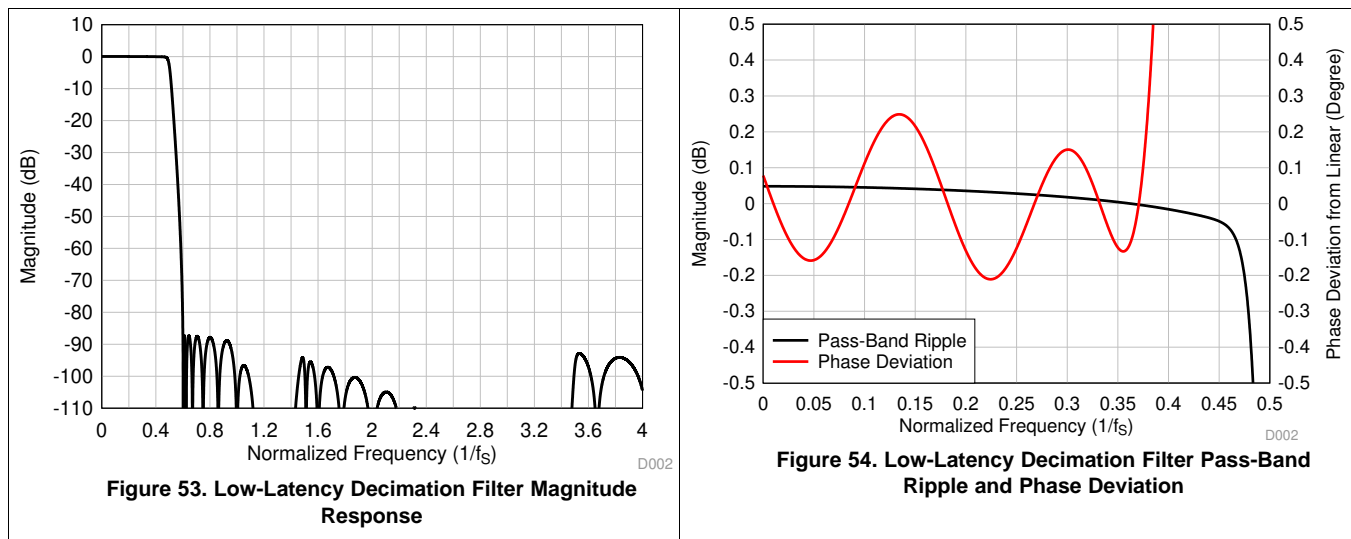 10
0
-10
-20
-30
-40
-50
-60
-70
-80
-90
-100
-110
Magnitude (dB)
0 0.4 0.8 1.2 1.6 2 2.4 2.8 3.2 3.6 4
Normalized Frequency (1/fS)
D002
Figure 53. Low-Latency Decimation Filter Magnitude
Response
0.5
0.4
0.3
0.2
0.1
0
-0.1
-0.2
-0.3
-0.4
-0.5
Magnitude (dB)
Pass-Band Ripple
Phase Deviation
0.5
0.4
0.3
0.2
0.1
0
-0.1
-0.2
-0.3
-0.4
-0.5
Phase Deviation from Linear (Degree)
0 0.05 0.1 0.15 0.2 0.25 0.3 0.35 0.4 0.45 0.5
Normalized Frequency (1/fS)
D002
Figure 54. Low-Latency Decimation Filter Pass-Band
Ripple and Phase Deviation